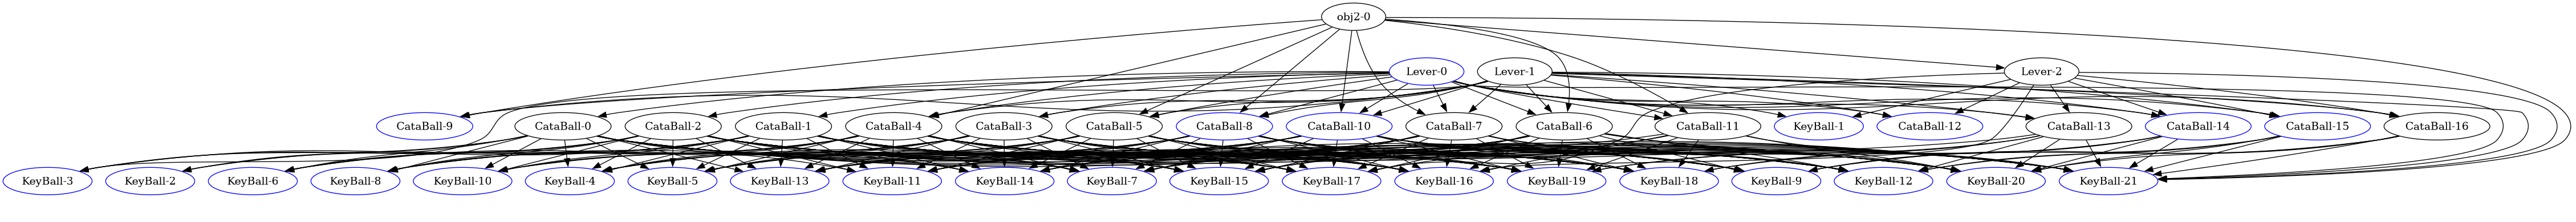 obj2-0
Lever-0 Lever-1 Lever-2
CataBall-9 CataBall-0 CataBall-2 CataBall-1 CataBall-4 CataBall-3 CataBall-5 CataBall-8 CataBall-10 CataBall-7 CataBall-6 CataBall-11 KeyBall-1 CataBall-12 CataBall-13 CataBall-14 CataBall-15 CataBall-16
KeyBall-3 KeyBall-2 KeyBall-6 KeyBall-8 KeyBall-10 KeyBall-4 KeyBall-5 KeyBall-13 KeyBall-11 KeyBall-14 KeyBall-7 KeyBall-15 KeyBall-17 KeyBall-16 KeyBall-19 KeyBall-18 KeyBall-9 KeyBall-12 KeyBall-20 KeyBall-21